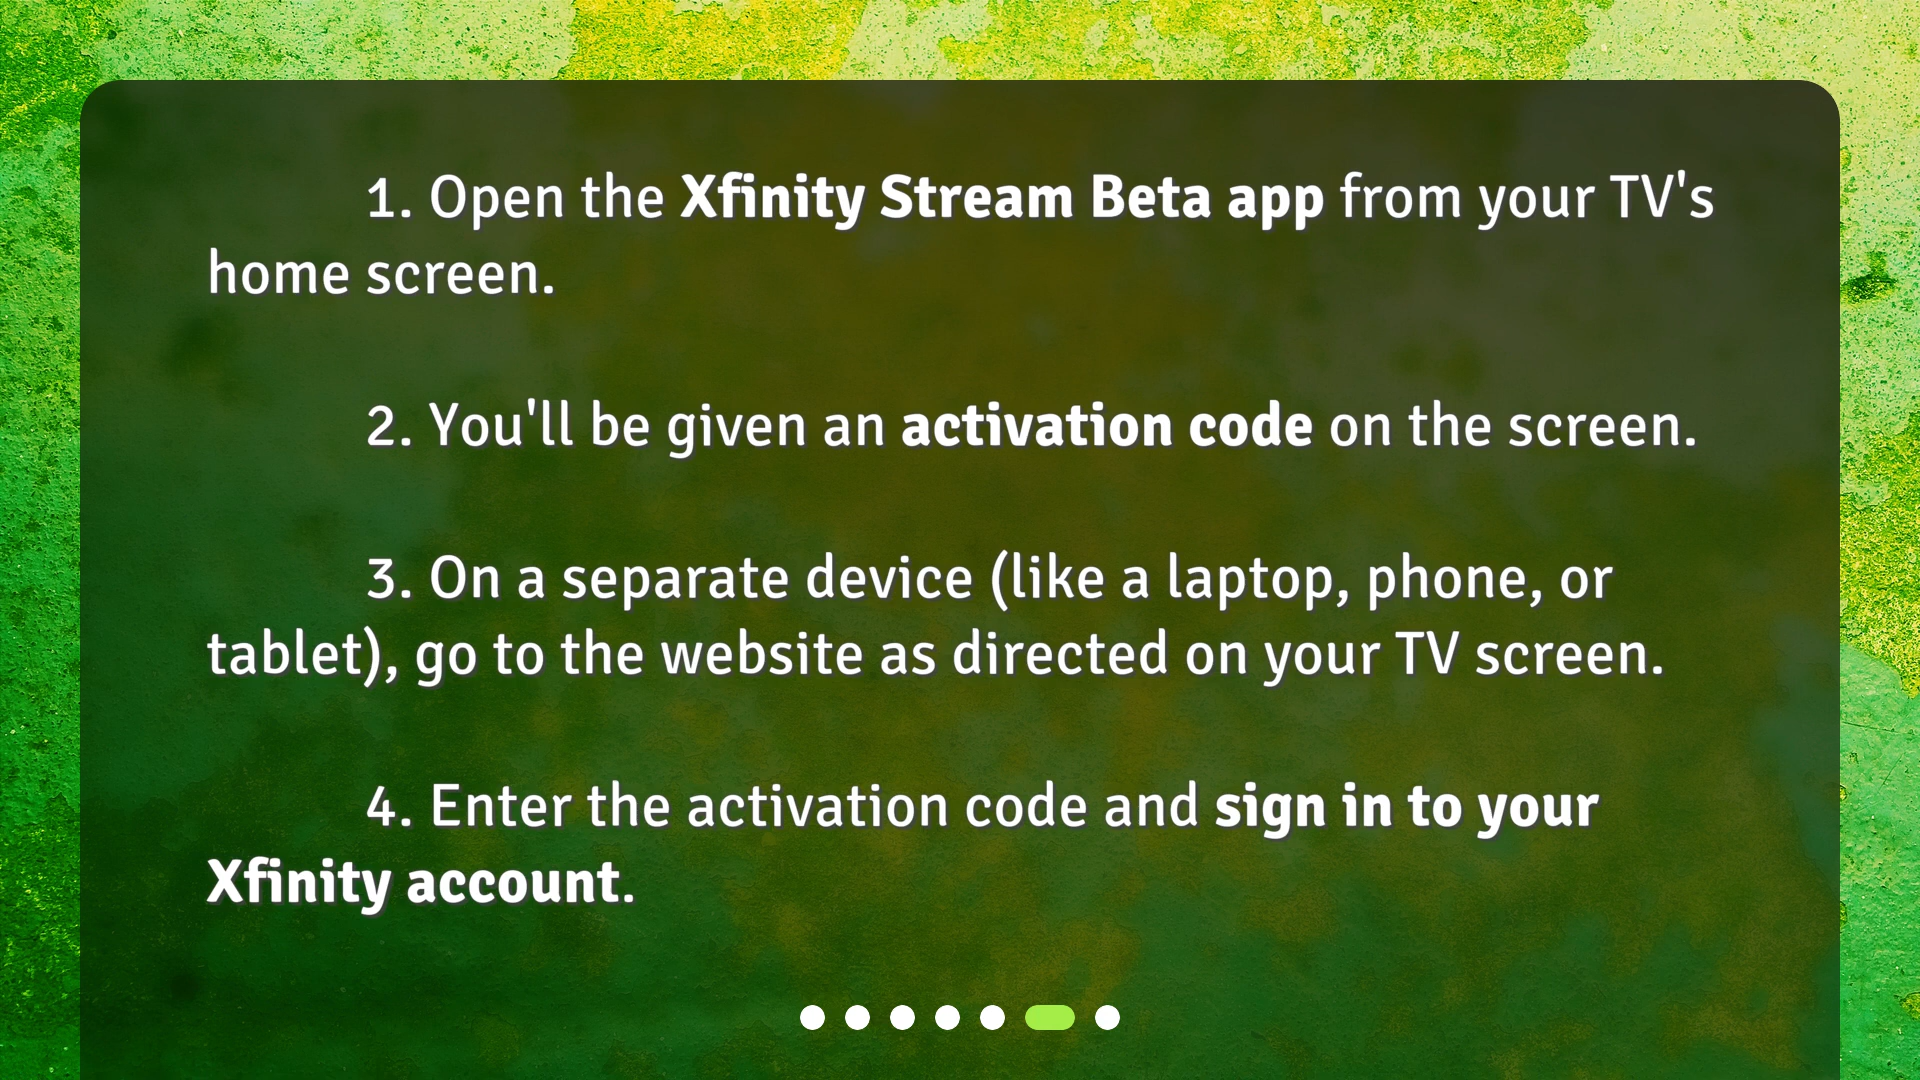 1. Open the Xfinity Stream Beta app from your TV's
home screen.
2. You'll be given an activation code on the screen.
3. On a separate device (like a laptop, phone, or
tablet), go to the website as directed on your TV screen.
4. Enter the activation code and sign in to your
Xfinity account.